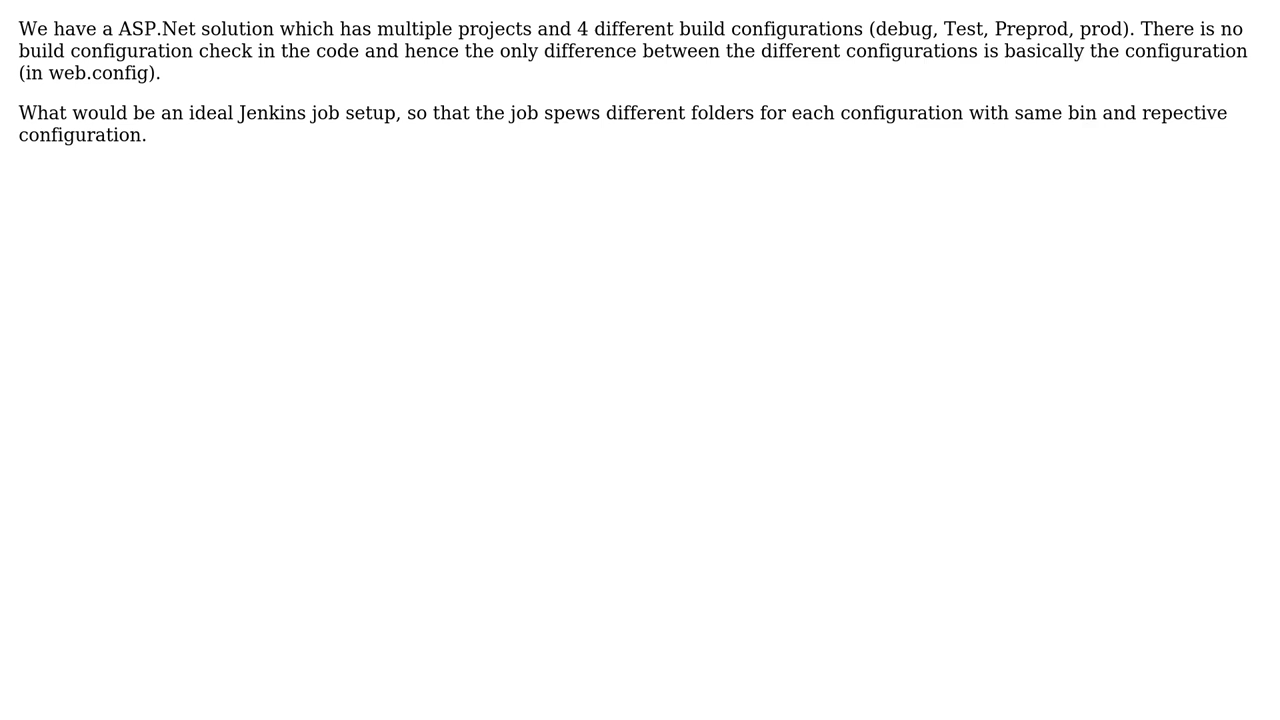 We have a ASP.Net solution which has multiple projects and 4 different build configurations (debug, Test, Preprod, prod). There is no
build configuration check in the code and hence the only difference between the different configurations is basically the configuration
(in web.config).
What would be an ideal Jenkins job setup, so that the job spews different folders for each configuration with same bin and repective
configuration.